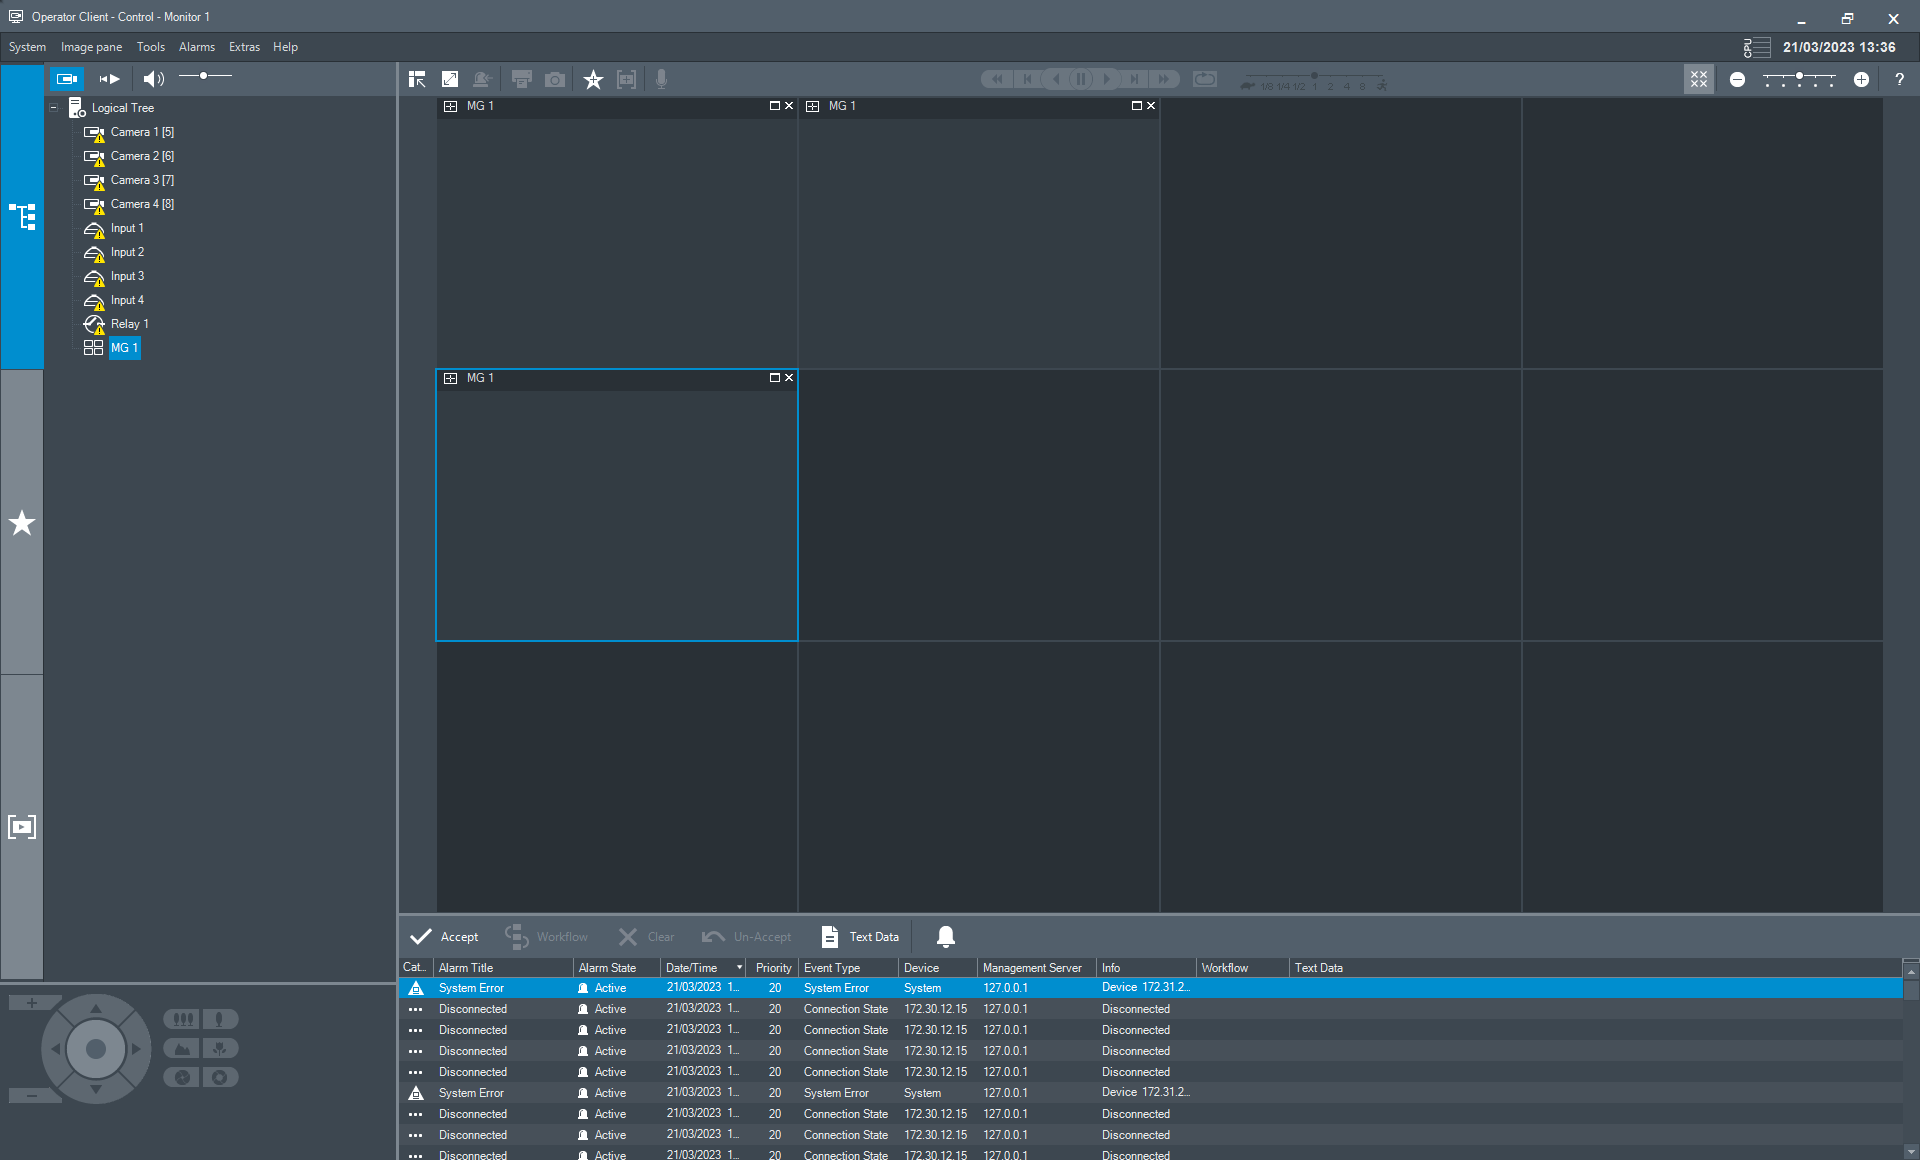 Operator Client - Control - Monitor 1
System Image pane Tools Alarms Extras Help
CPU 21/03/2023 13:36
1/8 1/4 1/2 1 2 4 8
?
Logical Tree
Camera 1 [5]
Camera 2 [6]
Camera 3 [7]
Camera 4 [8]
Input 1
Input 2
Input 3
Input 4
Relay 1
MG 1
MG 1
MG 1
MG 1
Accept Workflow Clear Un-Accept Text Data
Cat... Alarm Title Alarm State Date/Time Priority Event Type Device Management Server Info Workflow Text Data
System Error Active 21/03/2023 1... 20 System Error System 127.0.0.1 Device 172.31.2...
Disconnected Active 21/03/2023 1... 20 Connection State 172.30.12.15 127.0.0.1 Disconnected
Disconnected Active 21/03/2023 1... 20 Connection State 172.30.12.15 127.0.0.1 Disconnected
Disconnected Active 21/03/2023 1... 20 Connection State 172.30.12.15 127.0.0.1 Disconnected
Disconnected Active 21/03/2023 1... 20 Connection State 172.30.12.15 127.0.0.1 Disconnected
System Error Active 21/03/2023 1... 20 System Error System 127.0.0.1 Device 172.31.2...
Disconnected Active 21/03/2023 1... 20 Connection State 172.30.12.15 127.0.0.1 Disconnected
Disconnected Active 21/03/2023 1... 20 Connection State 172.30.12.15 127.0.0.1 Disconnected
Disconnected Active 21/03/2023 1... 20 Connection State 172.30.12.15 127.0.0.1 Disconnected